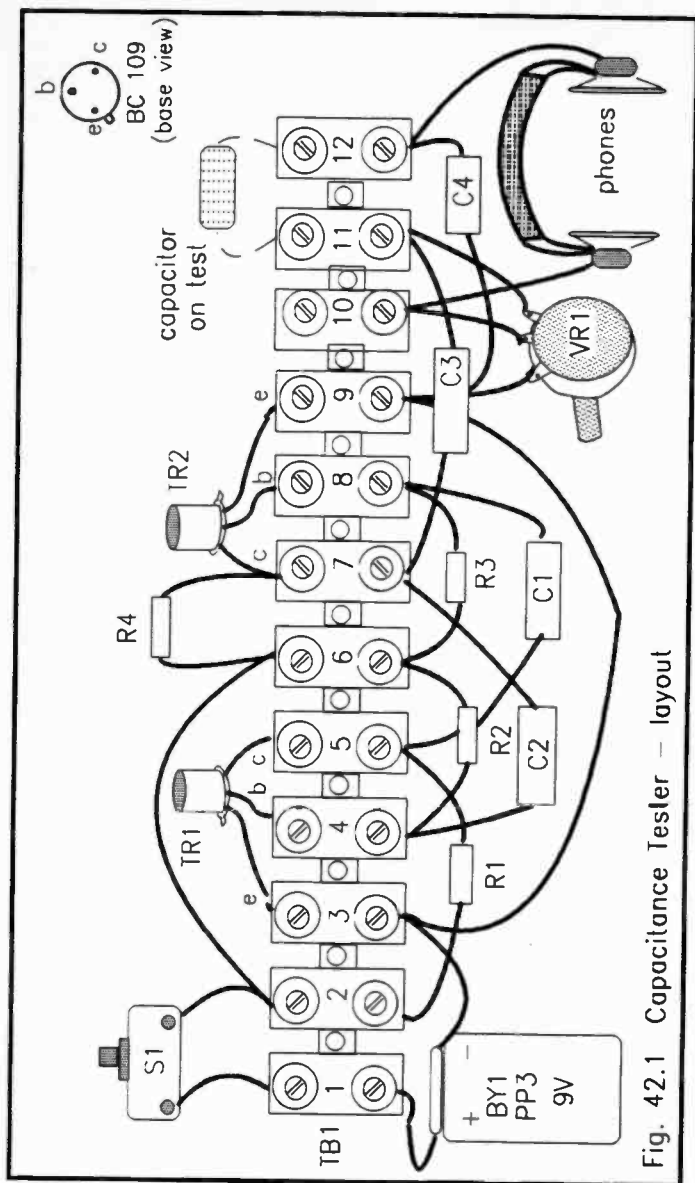 b
e
c
BC 109
(base view)
capacitor
on test
TR2
c
b
e
R4
TR1
e
b
c
S1
TB1
1
2
3
4
5
6
7
8
9
10
11
12
C4
C3
R3
C1
R2
C2
R1
VR1
phones
+
−
BY1
PP3
9V
Fig. 42.1 Capacitance Tester – layout